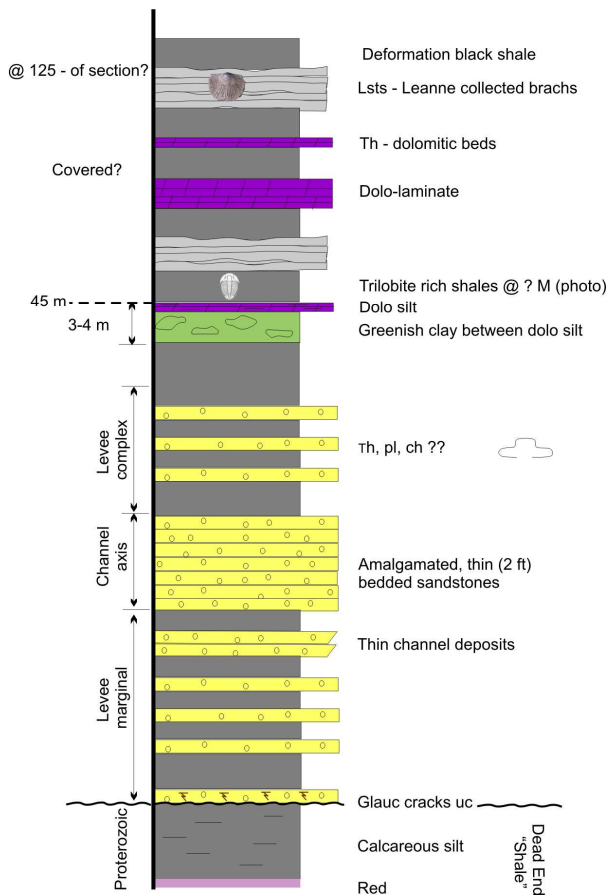 Deformation black shale
@ 125 - of section?
Lsts - Leanne collected brachs
Th - dolomitic beds
Covered?
Dolo-laminate
Trilobite rich shales @ ? M (photo)
45 m
Dolo silt
3-4 m
Greenish clay between dolo silt
Levee
complex
Th, pl, ch ??
Channel
axis
Amalgamated, thin (2 ft)
bedded sandstones
Levee
marginal
Thin channel deposits
Glauc cracks uc
Proterozoic
Calcareous silt
Dead End
“Shale”
Red